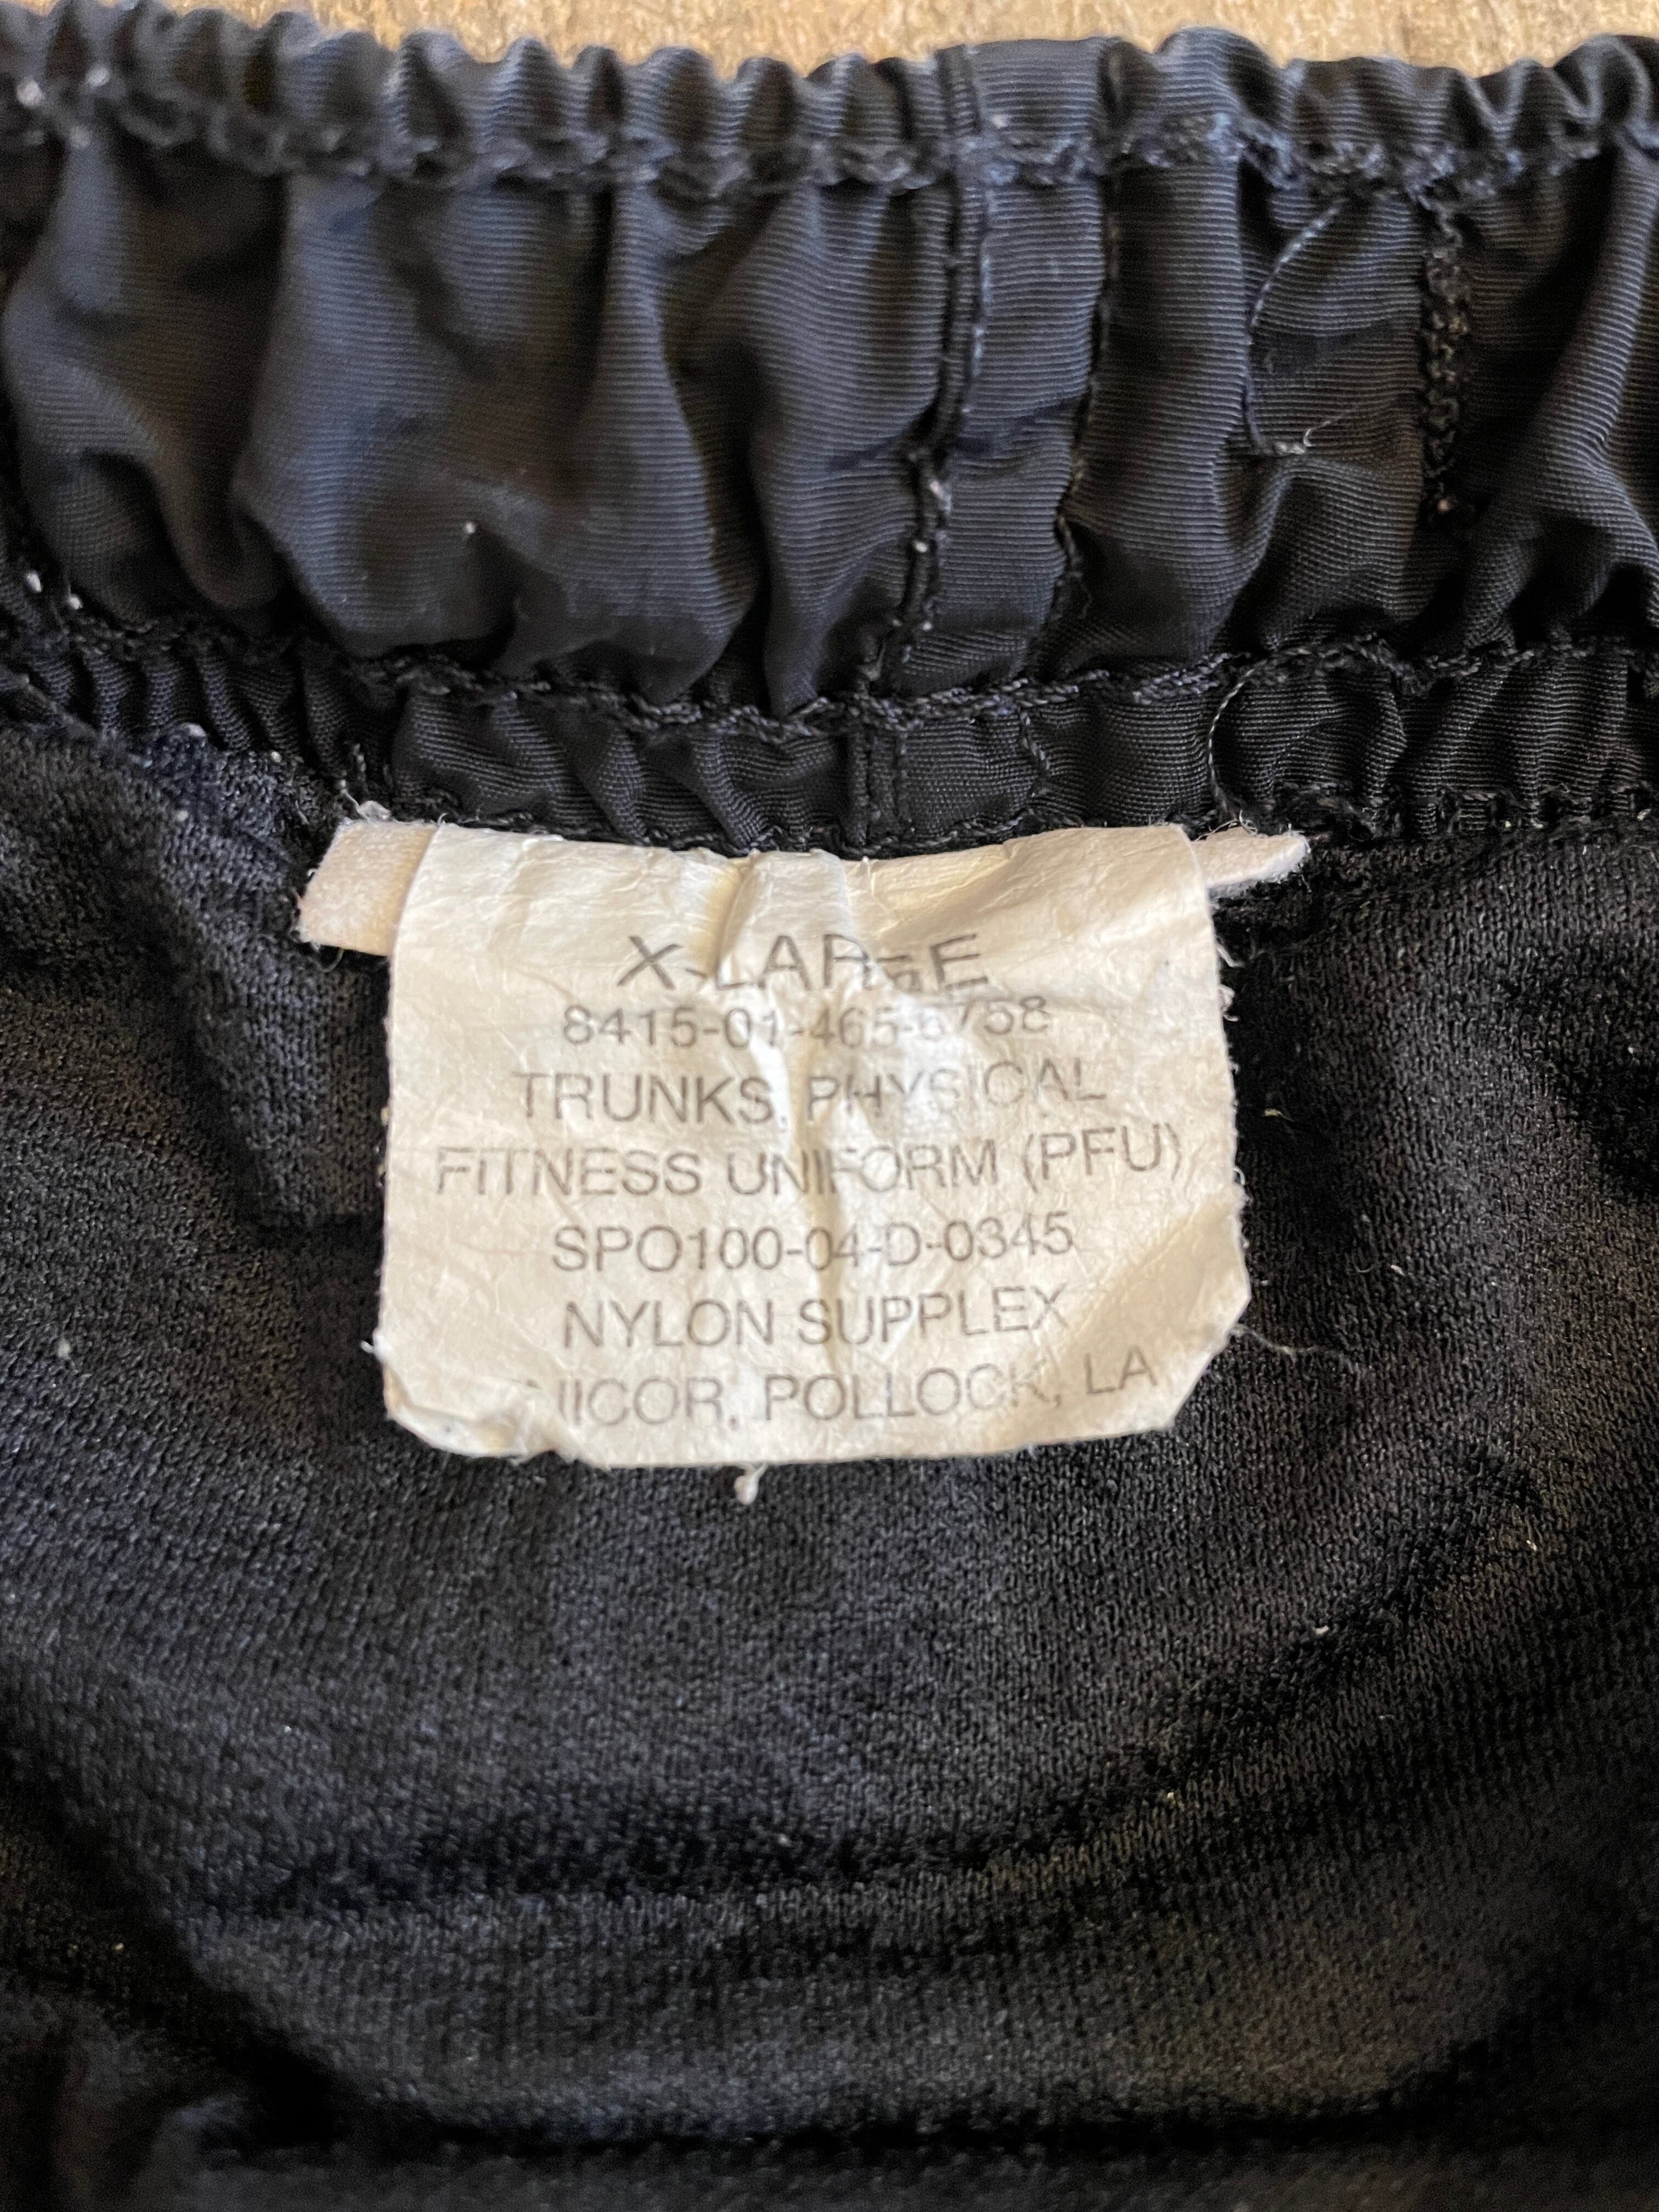 X-LARGE
8415-01-465-6758
TRUNKS, PHYSICAL
FITNESS UNIFORM (PFU)
SPO100-04-D-0345
NYLON SUPPLEX
POLLOCK, LA